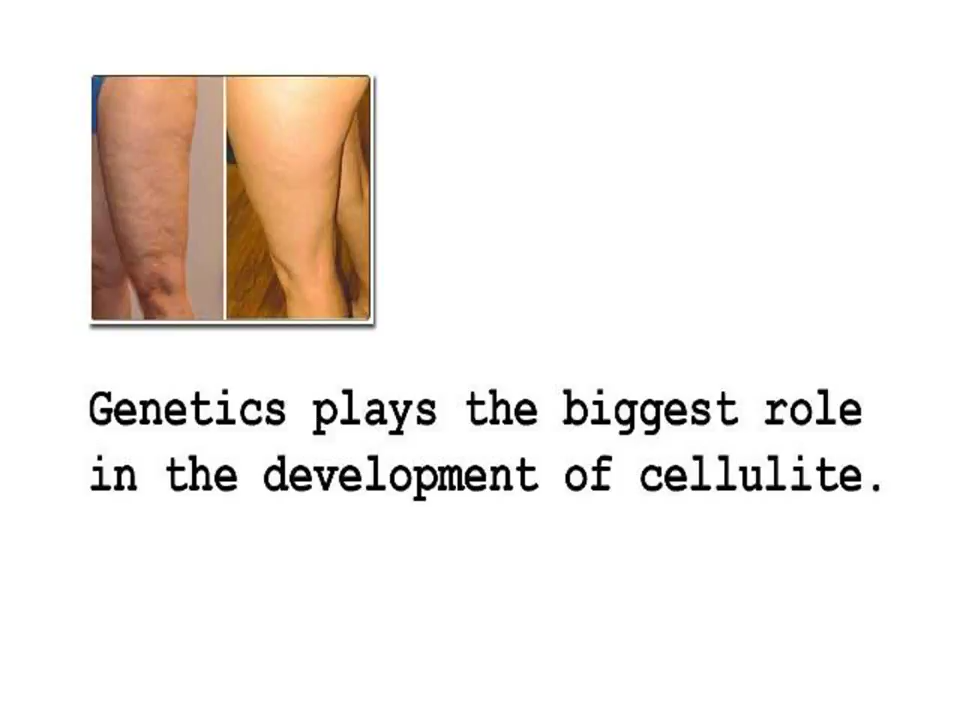 Genetics plays the biggest role
in the development of cellulite.